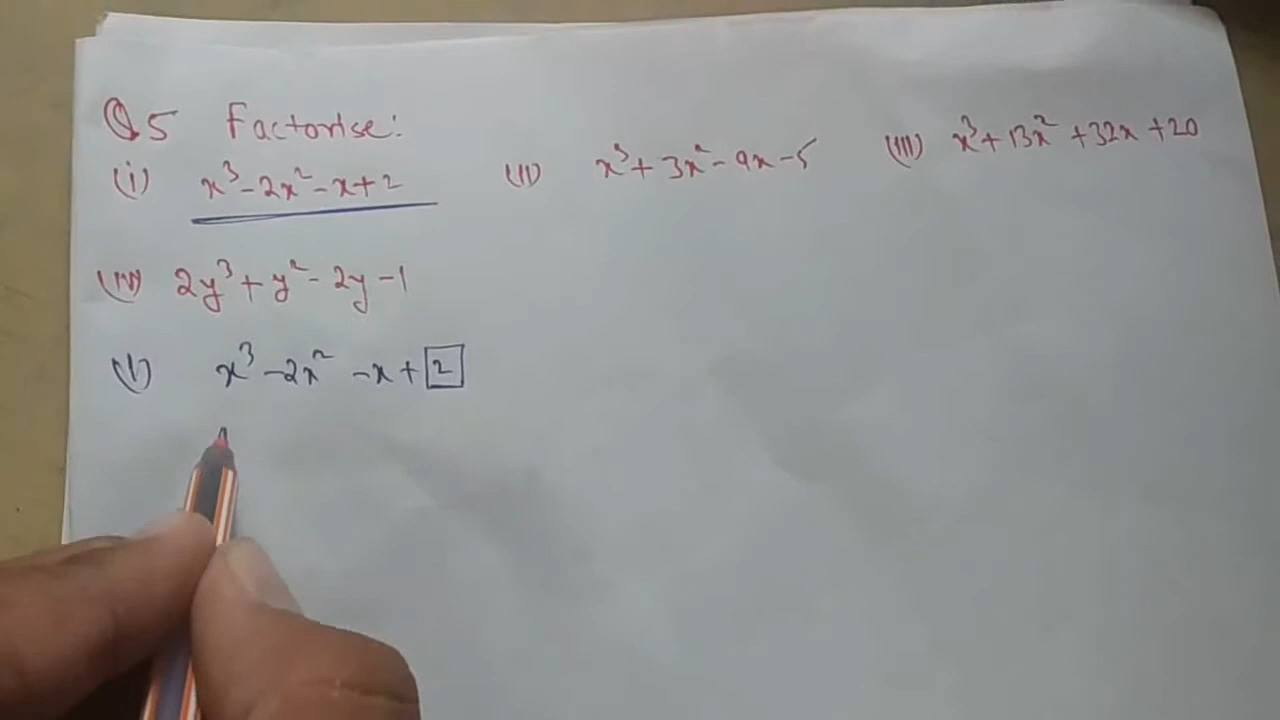 Q5 Factorise:
(i) x³-2x²-x+2 (II) x³+3x²-9x-5 (III) x³+13x²+32x+20
(IV) 2y³+y²-2y-1
(I) x³-2x²-x+2